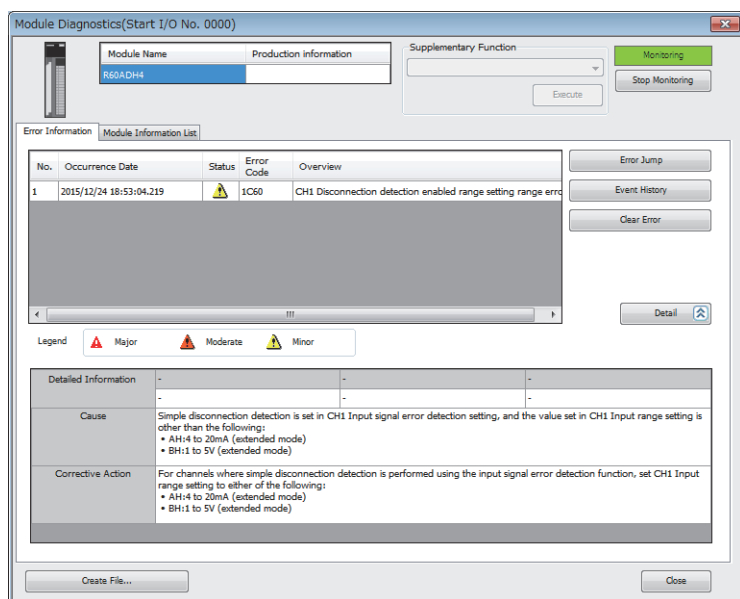 Module Diagnostics(Start I/O No. 0000)
Module Name Production information
R60ADH4
Supplementary Function
Execute
Monitoring
Stop Monitoring
Error Information Module Information List
No. Occurrence Date Status Error Code Overview
1 2015/12/24 18:53:04.219 1C60 CH1 Disconnection detection enabled range setting range erro
Error Jump
Event History
Clear Error
Detail
Legend Major Moderate Minor
Detailed Information - - -
- - -
Cause
Simple disconnection detection is set in CH1 Input signal error detection setting, and the value set in CH1 Input range setting is
other than the following:
• AH:4 to 20mA (extended mode)
• BH:1 to 5V (extended mode)
Corrective Action
For channels where simple disconnection detection is performed using the input signal error detection function, set CH1 Input
range setting to either of the following:
• AH:4 to 20mA (extended mode)
• BH:1 to 5V (extended mode)
Create File...
Close